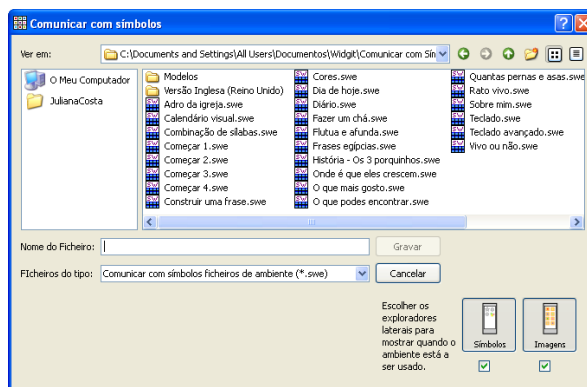 Comunicar com símbolos
Ver em:
C:\Documents and Settings\All Users\Documentos\Widgit\Comunicar com Sín
O Meu Computador
JulianaCosta
Modelos
Versão Inglesa (Reino Unido)
Adro da igreja.swe
Calendário visual.swe
Combinação de sílabas.swe
Começar 1.swe
Começar 2.swe
Começar 3.swe
Começar 4.swe
Construir uma frase.swe
Cores.swe
Dia de hoje.swe
Diário.swe
Fazer um chá.swe
Flutua e afunda.swe
Frases egípcias.swe
História - Os 3 porquinhos.swe
Onde é que eles crescem.swe
O que mais gosto.swe
O que podes encontrar.swe
Quantas pernas e asas.swe
Rato vivo.swe
Sobre mim.swe
Teclado.swe
Teclado avançado.swe
Vivo ou não.swe
Nome do Ficheiro:
Gravar
FIcheiros do tipo:
Comunicar com símbolos ficheiros de ambiente (*.swe)
Cancelar
Escolher os
exploradores
laterais para
mostrar quando o
ambiente está a
ser usado.
Símbolos
Imagens